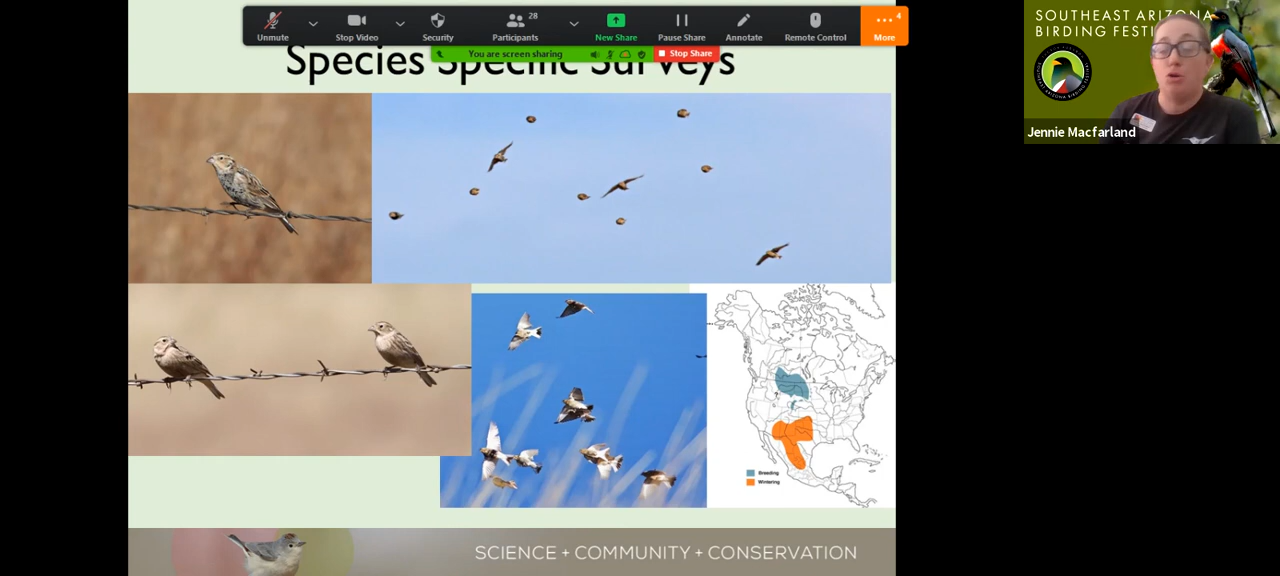 Unmute
Stop Video
Security
28
Participants
New Share
Pause Share
Annotate
Remote Control
4
More
You are screen sharing
Stop Share
Species Specific Surveys
Breeding
Wintering
SCIENCE + COMMUNITY + CONSERVATION
SOUTHEAST ARIZONA
BIRDING FESTI
Jennie Macfarland